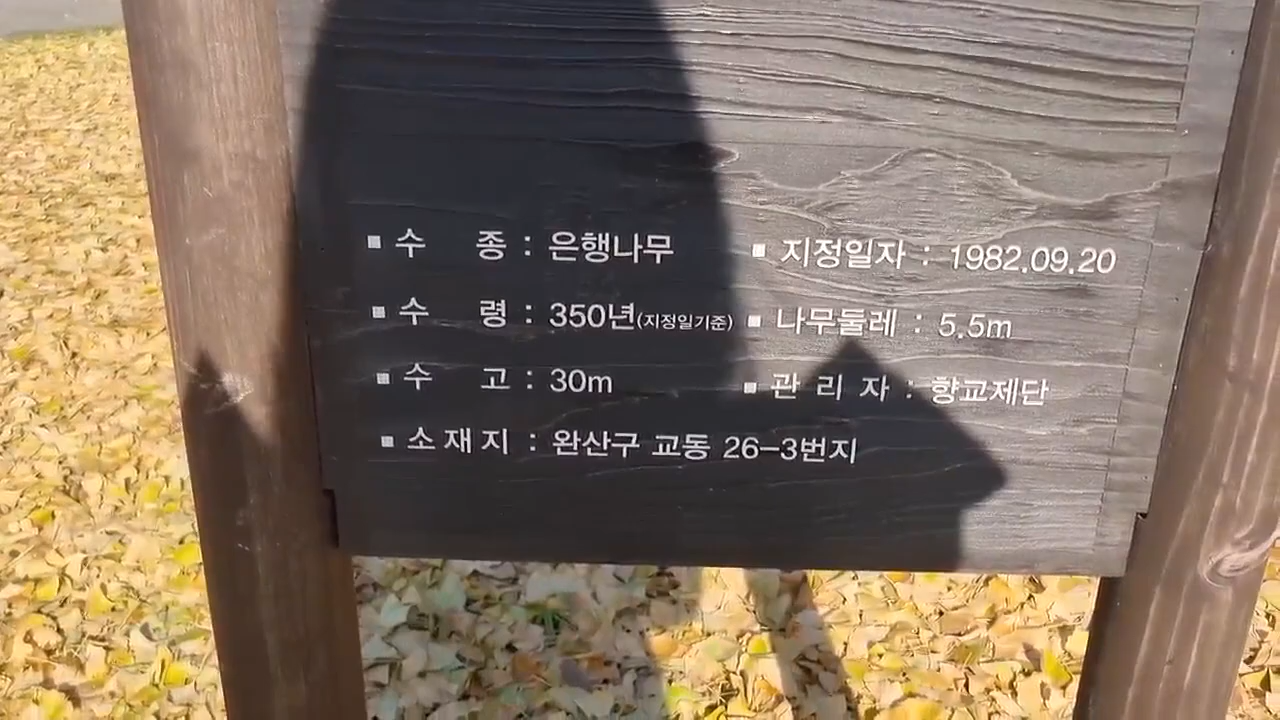 ■ 수 종 : 은행나무 ■ 지정일자 : 1982.09.20
■ 수 령 : 350년(지정일기준) ■ 나무둘레 : 5.5m
■ 수 고 : 30m ■ 관 리 자 : 향교제단
■ 소재지 : 완산구 교동 26-3번지